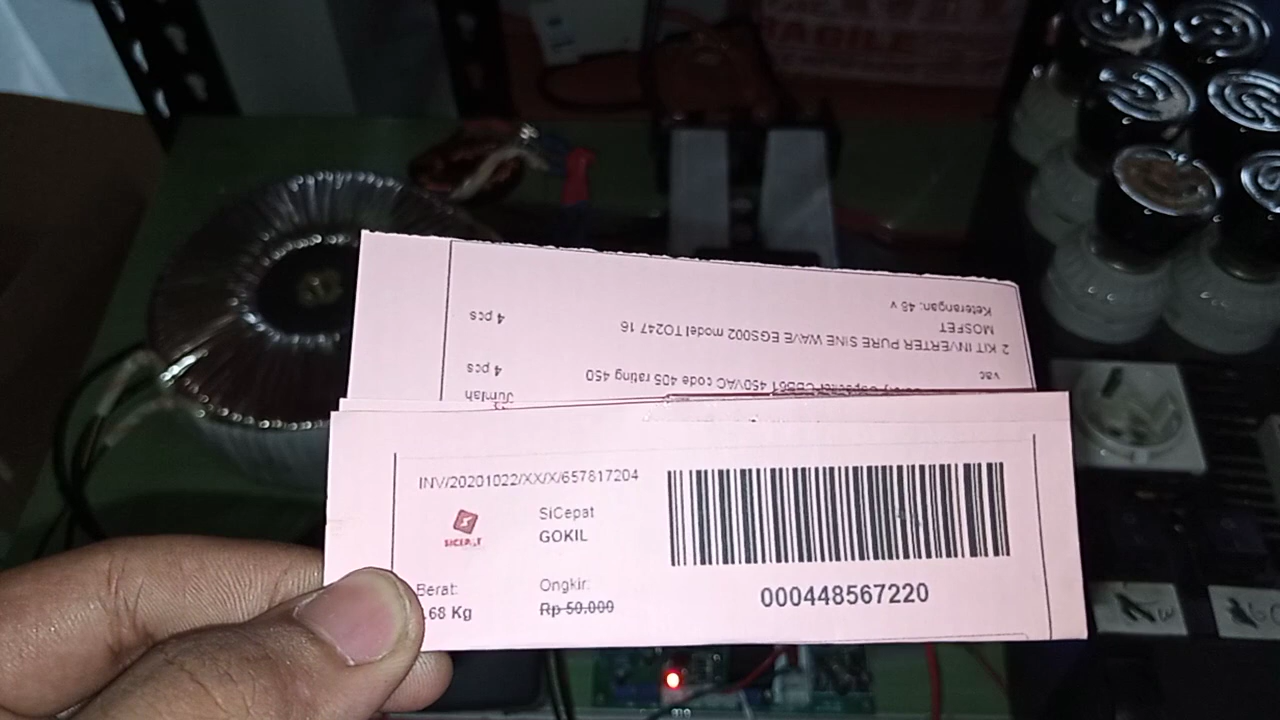 Keterangan: 48 v
MOSFET
2 KIT INVERTER PURE SINE WAVE EGS002 model TO247 16
4 pcs
vac
CBB61 450VAC code 405 rating 450
4 pcs
Jumlah
INV/20201022/XX/X/657817204
SICEPAT
SiCepat
GOKIL
Berat:
.68 Kg
Ongkir:
Rp 50.000
000448567220